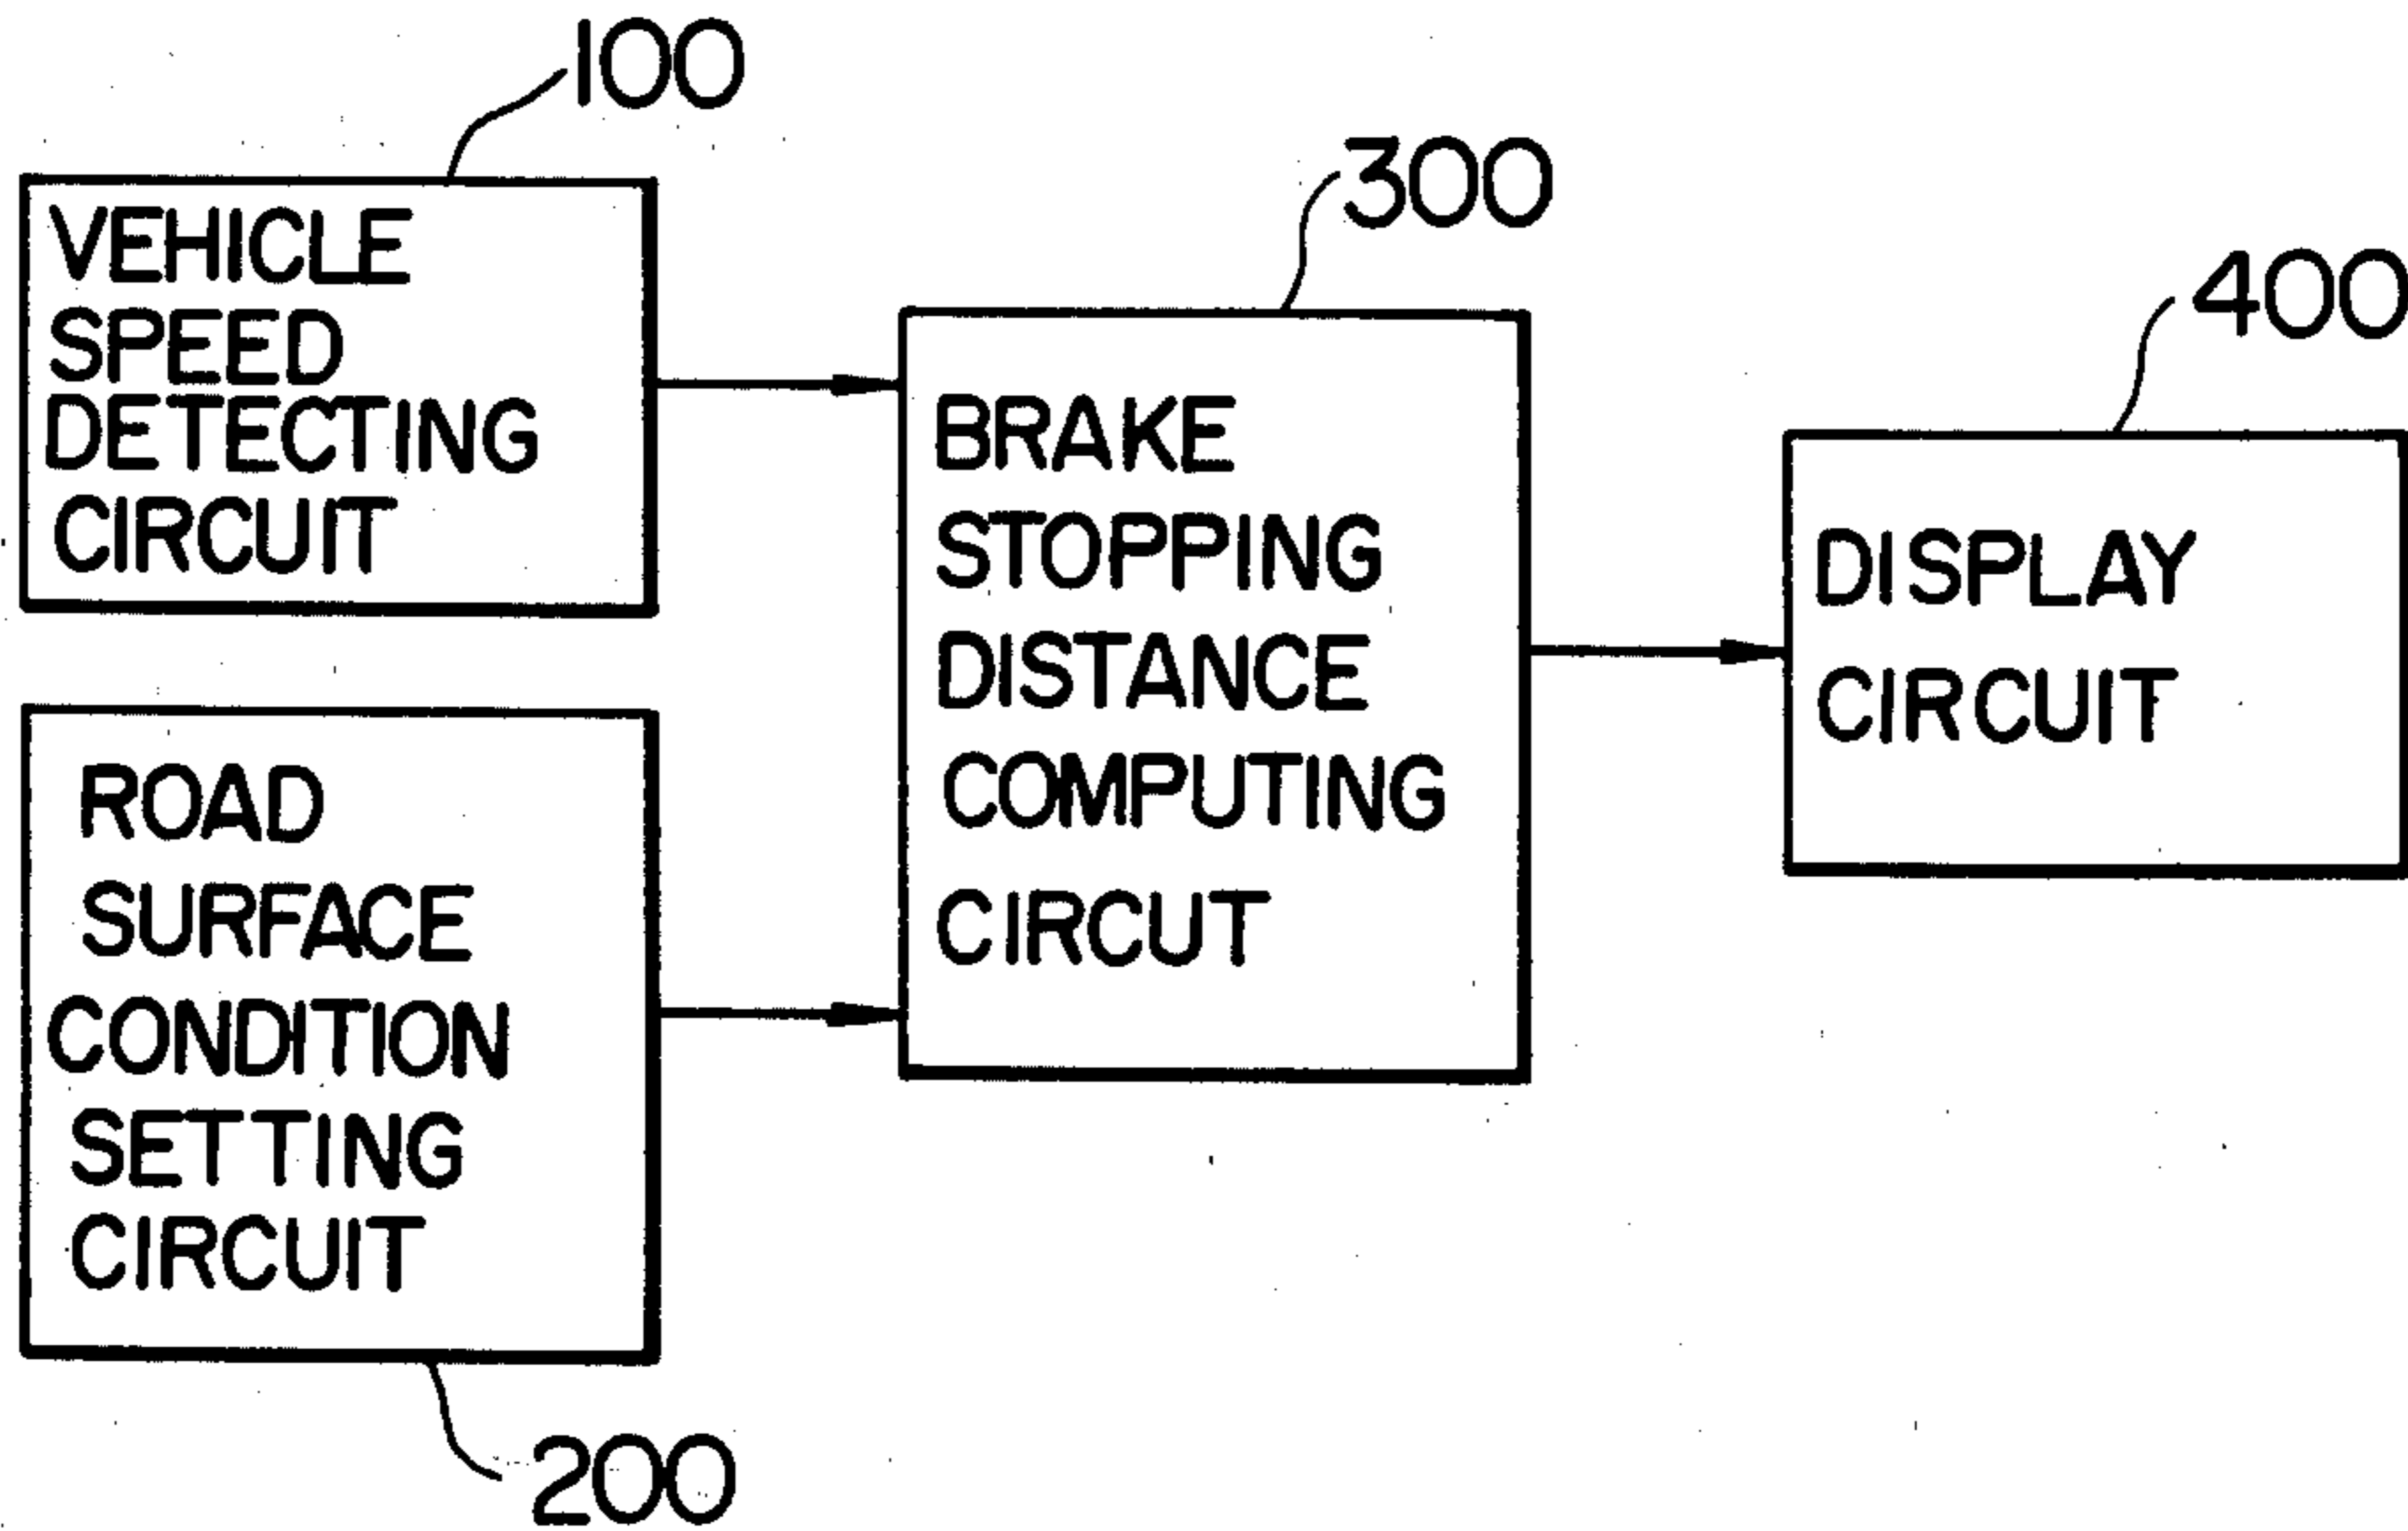 100
VEHICLE
SPEED
DETECTING
CIRCUIT
300
BRAKE
STOPPING
DISTANCE
COMPUTING
CIRCUT
400
DISPLAY
CIRCUIT
ROAD
SURFACE
CONDITION
SETTING
CIRCUIT
200